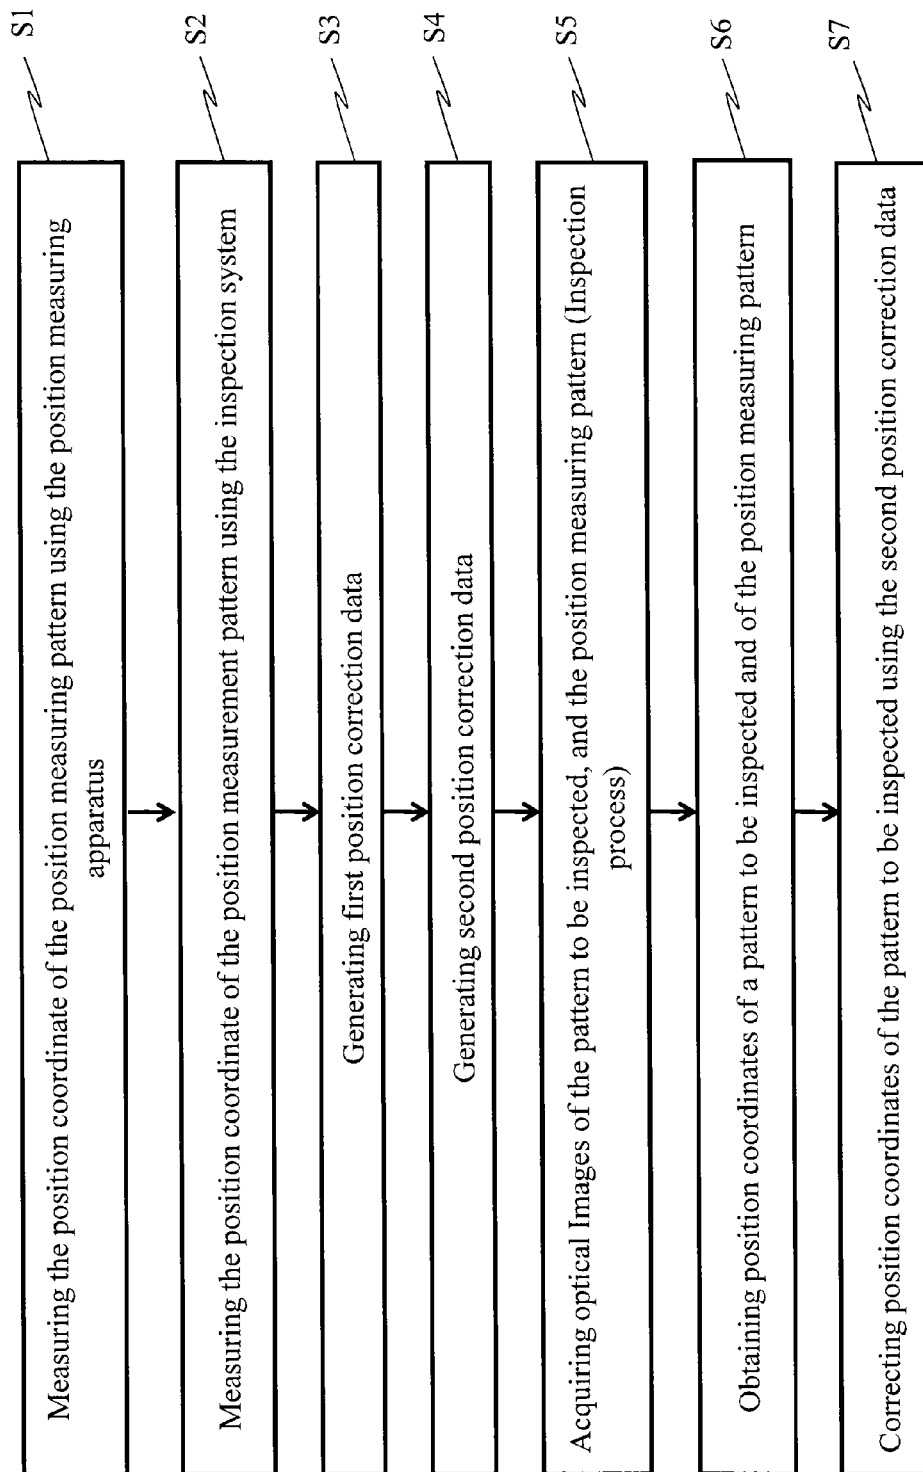 Measuring the position coordinate of the position measuring pattern using the position measuring
apparatus
S1
Measuring the position coordinate of the position measurement pattern using the inspection system
S2
Generating first position correction data
S3
Generating second position correction data
S4
Acquiring optical Images of the pattern to be inspected, and the position measuring pattern (Inspection
process)
S5
Obtaining position coordinates of a pattern to be inspected and of the position measuring pattern
S6
Correcting position coordinates of the pattern to be inspected using the second position correction data
S7